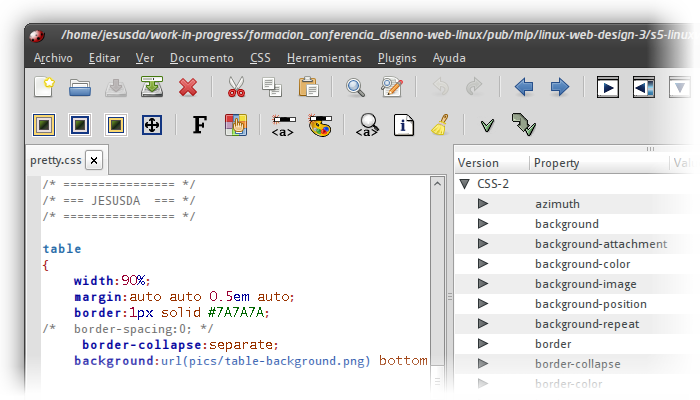 /home/jesusda/work-in-progress/formacion_conferencia_disenno-web-linux/pub/mlp/linux-web-design-3/s5-linux
Archivo Editar Ver Documento CSS Herramientas Plugins Ayuda
F <a> <a> i
pretty.css
Version Property Val
/* ================ */
/* === JESUSDA === */
/* ================ */
table
{
width:90%;
margin:auto auto 0.5em auto;
border:1px solid #7A7A7A;
/* border-spacing:0; */
border-collapse:separate;
background:url(pics/table-background.png) bottom
CSS-2
azimuth
background
background-attachment
background-color
background-image
background-position
background-repeat
border
border-collapse
border-color